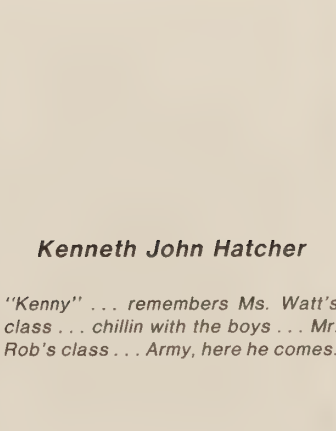 Kenneth John Hatcher
"Kenny" . . . remembers Ms. Watt's
class . . . chillin with the boys . . . Mr.
Rob's class . . . Army, here he comes.